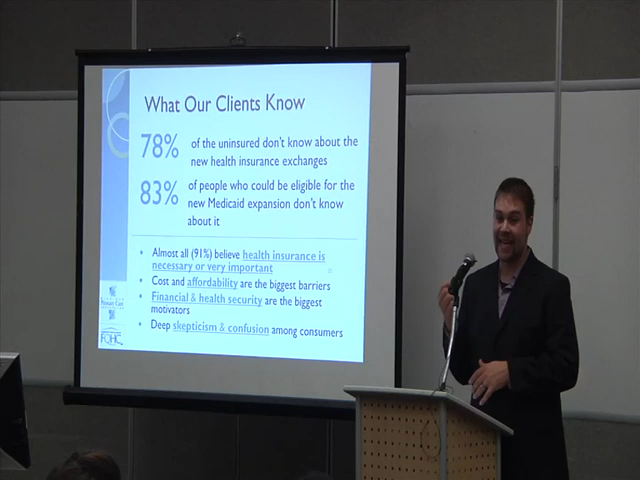 What Our Clients Know
78% of the uninsured don't know about the
new health insurance exchanges
83% of people who could be eligible for the
new Medicaid expansion don't know
about it
• Almost all (91%) believe health insurance is
necessary or very important
• Cost and affordability are the biggest barriers
• Financial & health security are the biggest
motivators
• Deep skepticism & confusion among consumers
Primary Care
FQHC